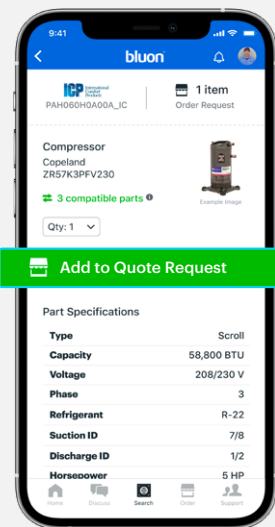 9:41
bluon
ICP International Comfort Products
1 item
PAH060H0A00A_IC
Order Request
Compressor
Copeland
ZR57K3PFV230
3 compatible parts
Example Image
Qty: 1
Add to Quote Request
Part Specifications
Type Scroll
Capacity 58,800 BTU
Voltage 208/230 V
Phase 3
Refrigerant R-22
Suction ID 7/8
Discharge ID 1/2
Horsepower 5 HP
Home Discuss Search Order Support